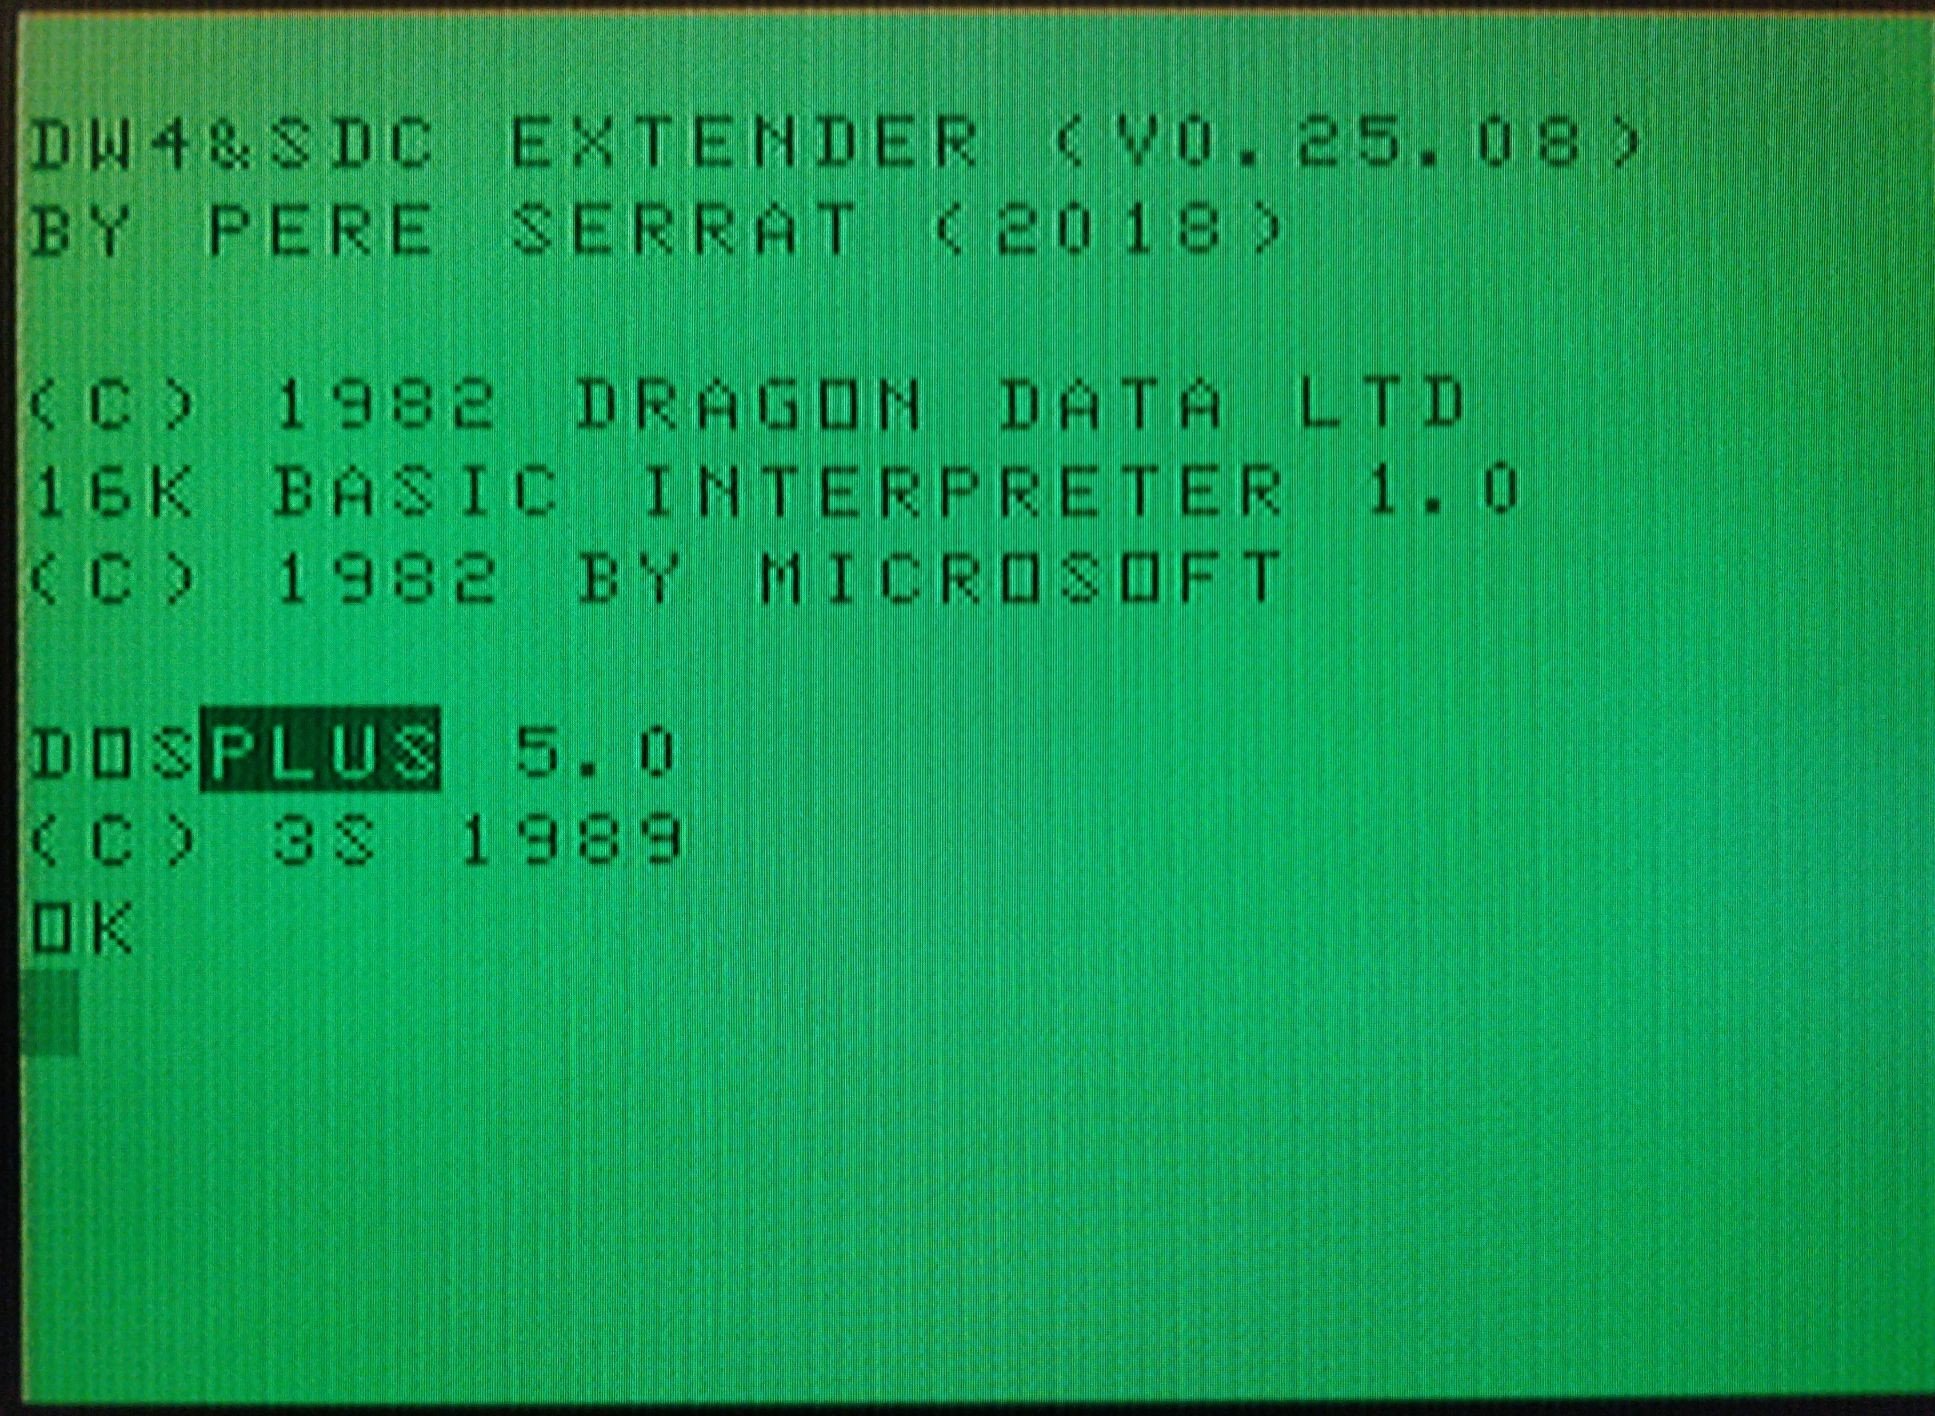 DW4&SDC EXTENDER (V0.25.08)
BY PERE SERRAT (2018)
(C) 1982 DRAGON DATA LTD
16K BASIC INTERPRETER 1.0
(C) 1982 BY MICROSOFT
DOSPLUS 5.0
(C) 3S 1989
OK